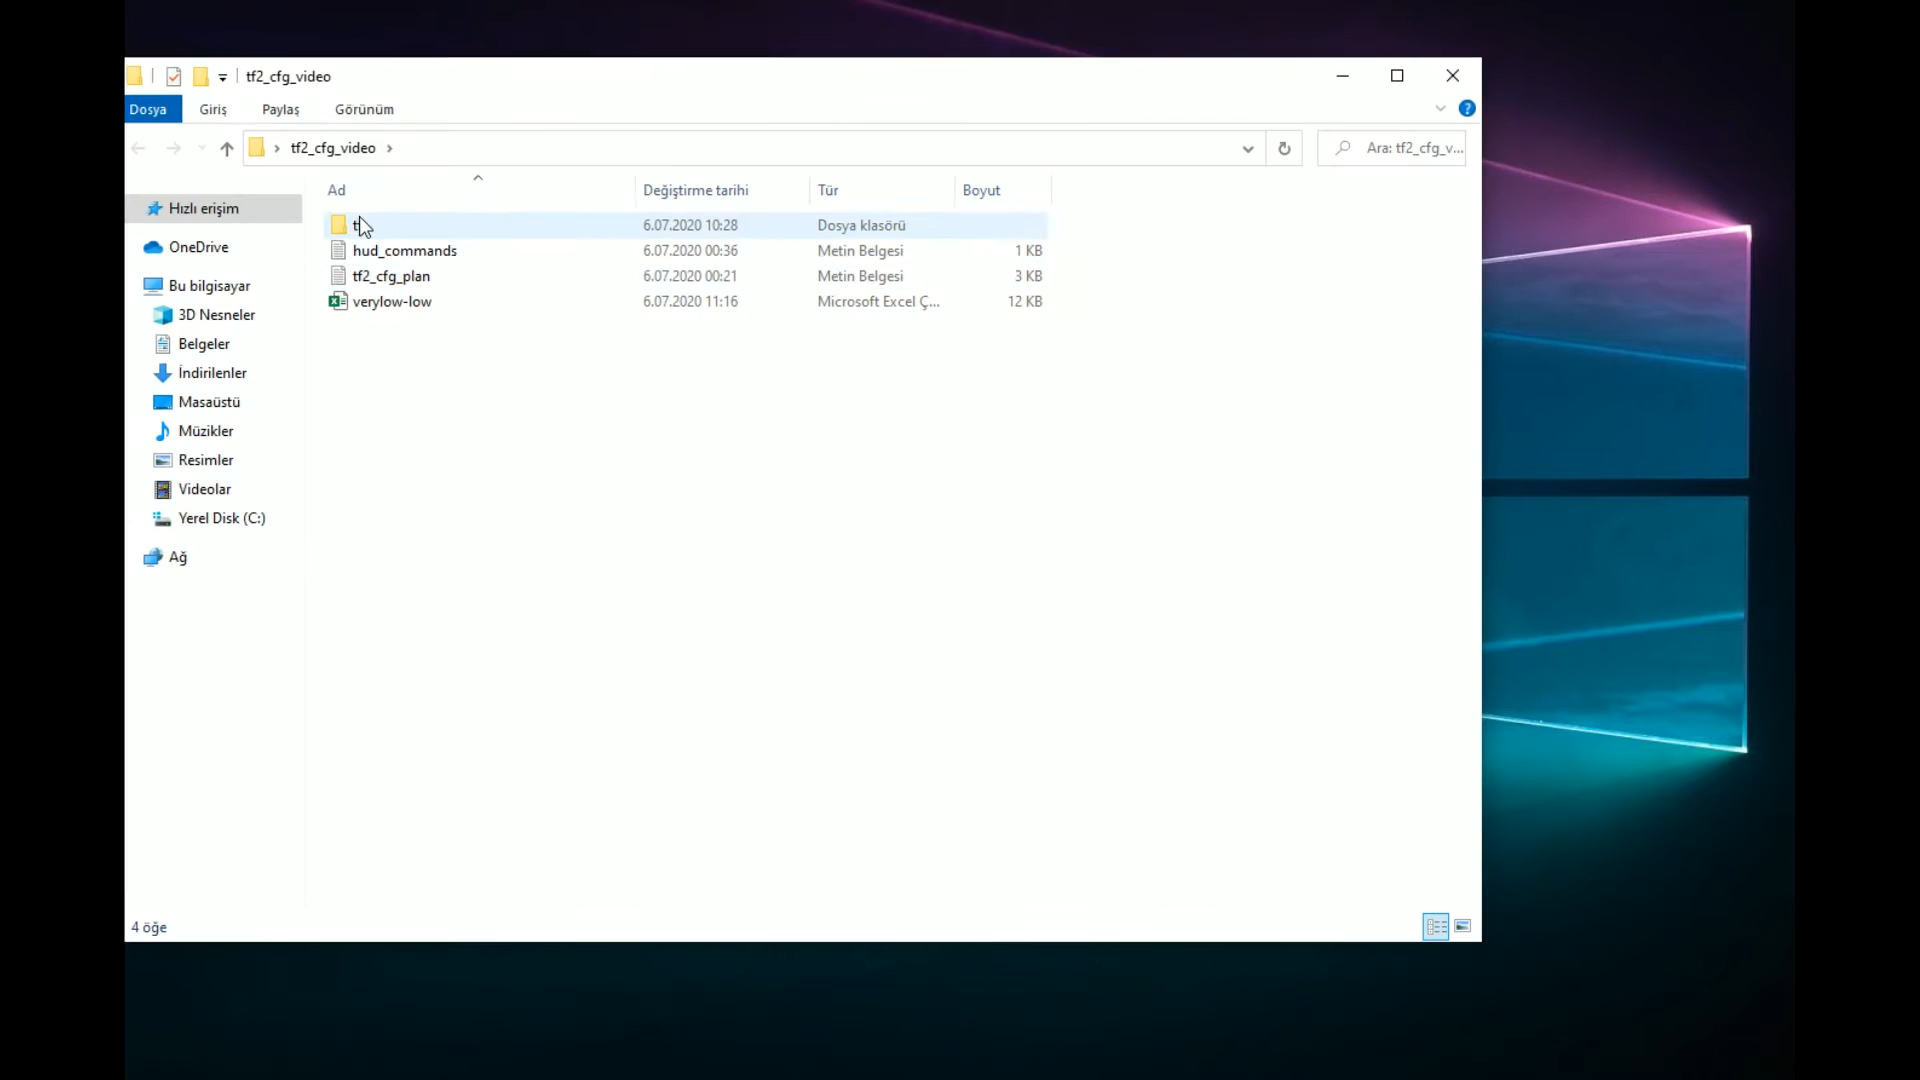 tf2_cfg_video
Dosya Giriş Paylaş Görünüm
tf2_cfg_video Ara: tf2_cfg_v...
Ad Değiştirme tarihi Tür Boyut
6.07.2020 10:28 Dosya klasörü
hud_commands 6.07.2020 00:36 Metin Belgesi 1 KB
tf2_cfg_plan 6.07.2020 00:21 Metin Belgesi 3 KB
verylow-low 6.07.2020 11:16 Microsoft Excel Ç... 12 KB
Hızlı erişim
OneDrive
Bu bilgisayar
3D Nesneler
Belgeler
İndirilenler
Masaüstü
Müzikler
Resimler
Videolar
Yerel Disk (C:)
Ağ
4 öğe